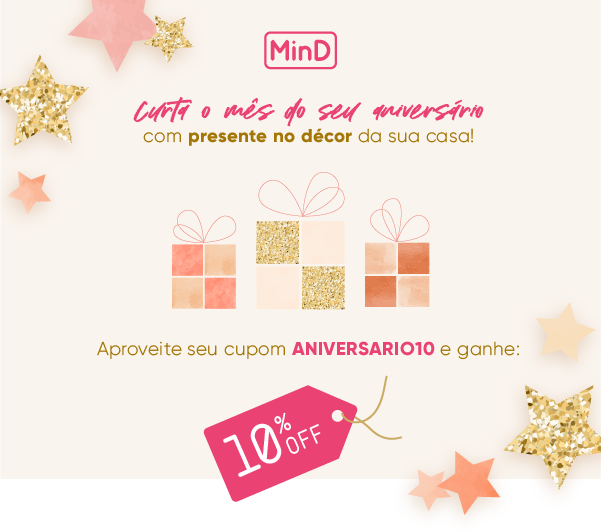 MinD
Curta o mês do seu aniversário
com presente no décor da sua casa!
Aproveite seu cupom ANIVERSARIO10 e ganhe:
10% OFF